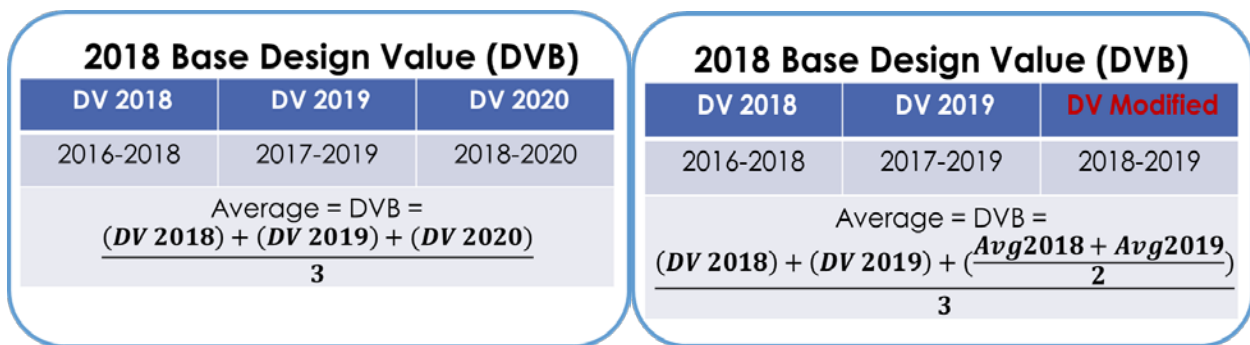 2018 Base Design Value (DVB)
DV 2018 DV 2019 DV 2020
2016-2018 2017-2019 2018-2020
Average = DVB =
(DV 2018) + (DV 2019) + (DV 2020)
3
2018 Base Design Value (DVB)
DV 2018 DV 2019 DV Modified
2016-2018 2017-2019 2018-2019
Average = DVB =
(DV 2018) + (DV 2019) + (Avg2018 + Avg2019
2)
3